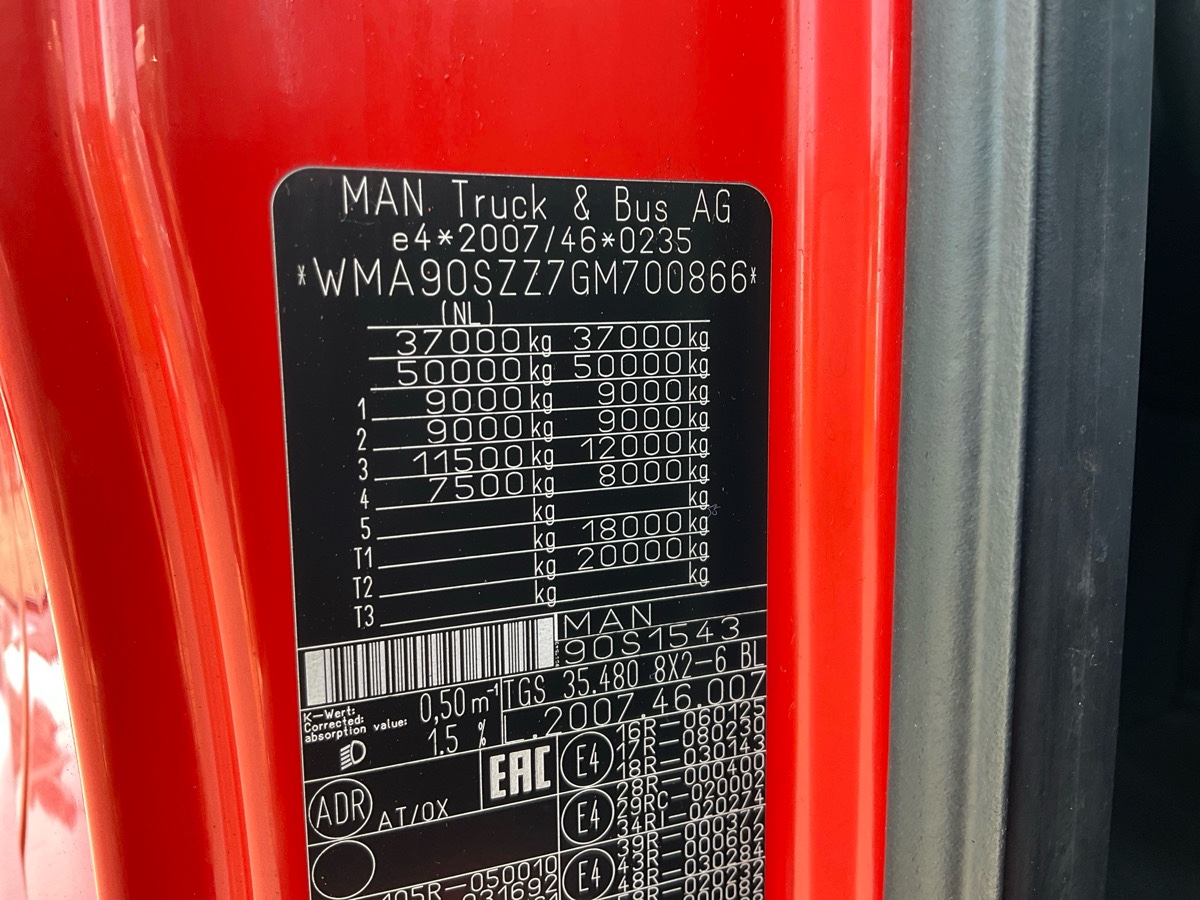 MAN Truck & Bus AG
e4*2007/46*0235
*WMA90SZZ7GM700866*
(NL)
37000 kg 37000 kg
50000 kg 50000 kg
1 9000 kg 9000 kg
2 9000 kg 9000 kg
3 11500 kg 12000 kg
4 7500 kg 8000 kg
5 kg kg
T1 kg 18000 kg
T2 kg 20000 kg
T3 kg kg
MAN
90S1543
TGS 35.480 8X2-6 BL
L.2007.46.007
K-Wert:
Corrected:
absorption value:
0,50 m⁻¹
1.5 %
EAC
ADR AT/OX
E4
16R-060125
17R-080230
18R-030143
E4
28R-000400
29RC-020002
34RI-020274
E4
39R-000377
43R-000602
48R-030284
105R-050010